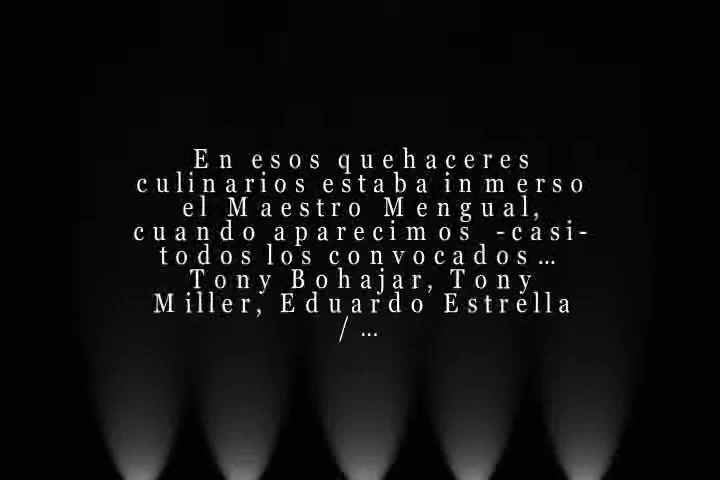 En esos quehaceres
culinarios estaba inmerso
el Maestro Mengual,
cuando aparecimos -casi-
todos los convocados...
Tony Bohajar, Tony
Miller, Eduardo Estrella
/ ...